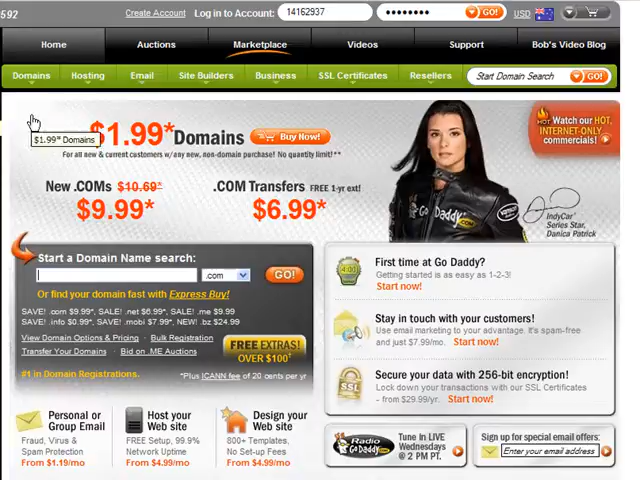 592
Create Account Log in to Account: 14162937 •••••••• GO! USD
Home Auctions Marketplace Videos Support Bob's Video Blog
Domains Hosting Email Site Builders Business SSL Certificates Resellers Start Domain Search GO!
$1.99* Domains Buy Now!
$1.99* Domains
For all new & current customers w/any new, non-domain purchase! No quantity limit!**
HOT Watch our HOT,
INTERNET-ONLY
commercials!
New .COMs $10.69*
$9.99*
.COM Transfers FREE 1-yr ext!
$6.99*
Go Daddy.COM
IndyCar®
Series Star,
Danica Patrick
Start a Domain Name search:
.com GO!
Or find your domain fast with Express Buy!
SAVE! .com $9.99*, SALE! .net $6.99*, SALE! .me $9.99
SAVE! .info $0.99*, SAVE! .mobi $7.99*, NEW! .bz $24.99
View Domain Options & Pricing • Bulk Registration
Transfer Your Domains • Bid on .ME Auctions
FREE EXTRAS!
OVER $100†
#1 in Domain Registrations.
*Plus ICANN fee of 20 cents per yr
4:00
First time at Go Daddy?
Getting started is as easy as 1-2-3!
Start now!
Stay in touch with your customers!
Use email marketing to your advantage. It's spam-free
and just $7.99/mo. Start now!
SSL
Secure your data with 256-bit encryption!
Lock down your transactions with our SSL Certificates
– from $29.99/yr. Start now!
Personal or
Group Email
Fraud, Virus &
Spam Protection
From $1.19/mo
Host your
Web site
FREE Setup, 99.9%
Network Uptime
From $4.99/mo
Design your
Web site
800+ Templates,
No Set-up Fees
From $4.99/mo
Radio
Go Daddy
Tune In LIVE
Wednesdays
@ 2 PM PT.
Sign up for special email offers:
Enter your email address